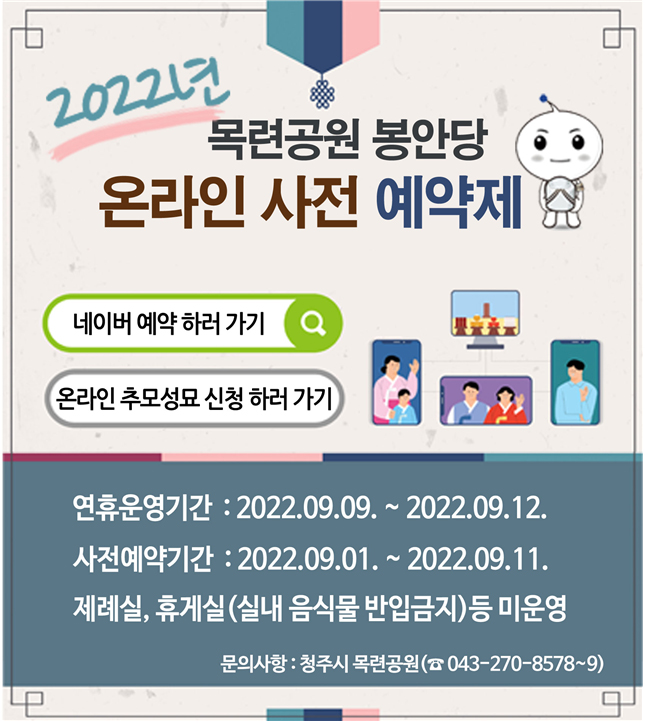 2022년
목련공원 봉안당
온라인 사전 예약제
네이버 예약 하러 가기
온라인 추모성묘 신청 하러 가기
연휴운영기간 : 2022.09.09. ~ 2022.09.12.
사전예약기간 : 2022.09.01. ~ 2022.09.11.
제례실, 휴게실(실내 음식물 반입금지)등 미운영
문의사항 : 청주시 목련공원(☎ 043-270-8578~9)